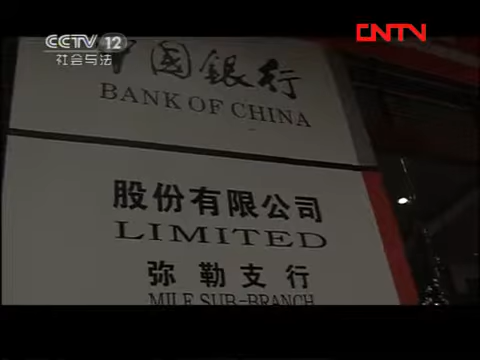 CCTV 12
社会与法
CNTV
中国銀行
BANK OF CHINA
股份有限公司
LIMITED
弥勒支行
MILE SUB-BRANCH